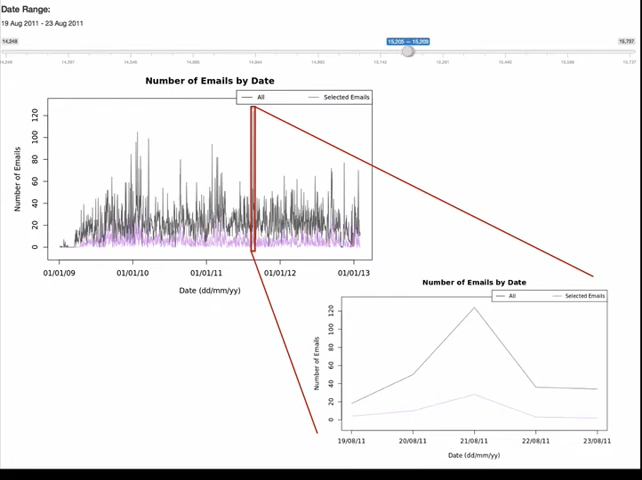 Date Range:
19 Aug 2011 - 23 Aug 2011
14,248
15,205 — 15,209
15,737
Number of Emails by Date
All
Selected Emails
Number of Emails
120
100
80
60
40
20
0
01/01/09
01/01/10
01/01/11
01/01/12
01/01/13
Date (dd/mm/yy)
Number of Emails by Date
All
Selected Emails
Number of Emails
120
100
80
60
40
20
0
19/08/11
20/08/11
21/08/11
22/08/11
23/08/11
Date (dd/mm/yy)